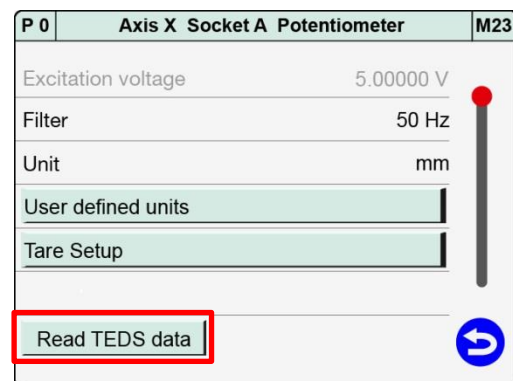 P 0 Axis X Socket A Potentiometer M23
Excitation voltage 5.00000 V
Filter 50 Hz
Unit mm
User defined units
Tare Setup
Read TEDS data